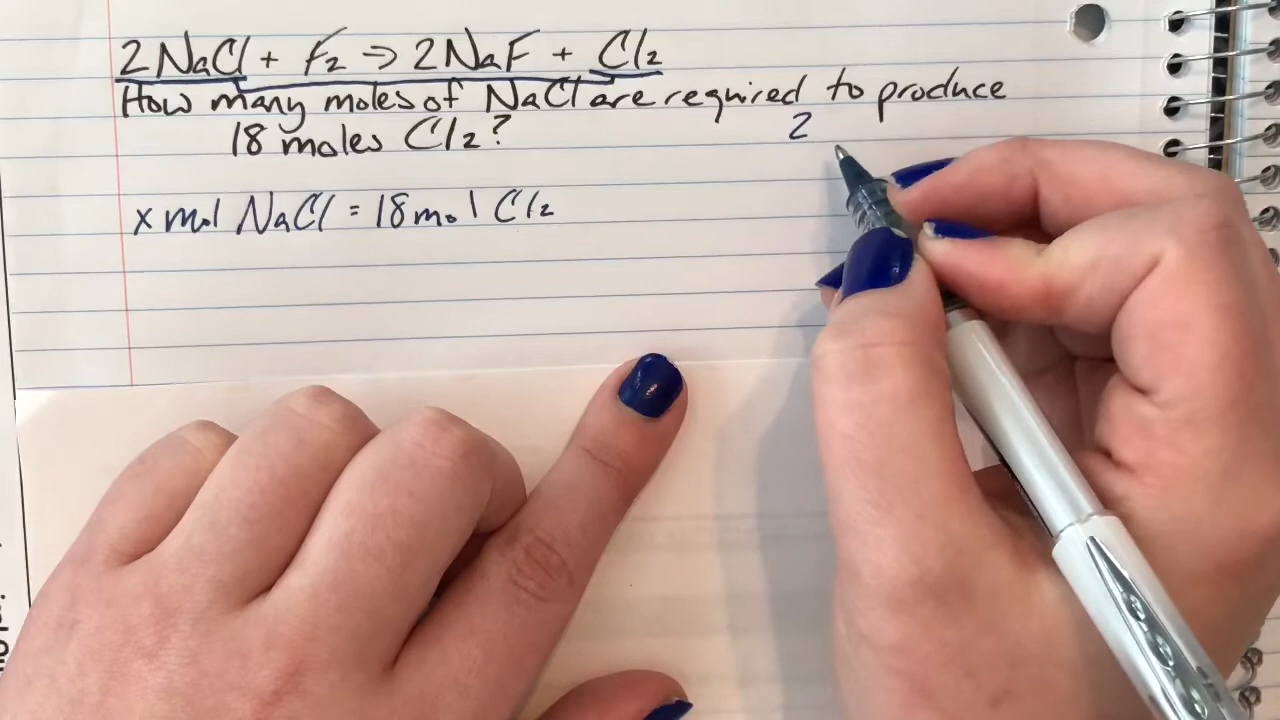 2NaCl + F₂ → 2NaF + Cl₂
How many moles of NaCl are required to produce
18 moles Cl₂?
2
x mol NaCl = 18 mol Cl₂